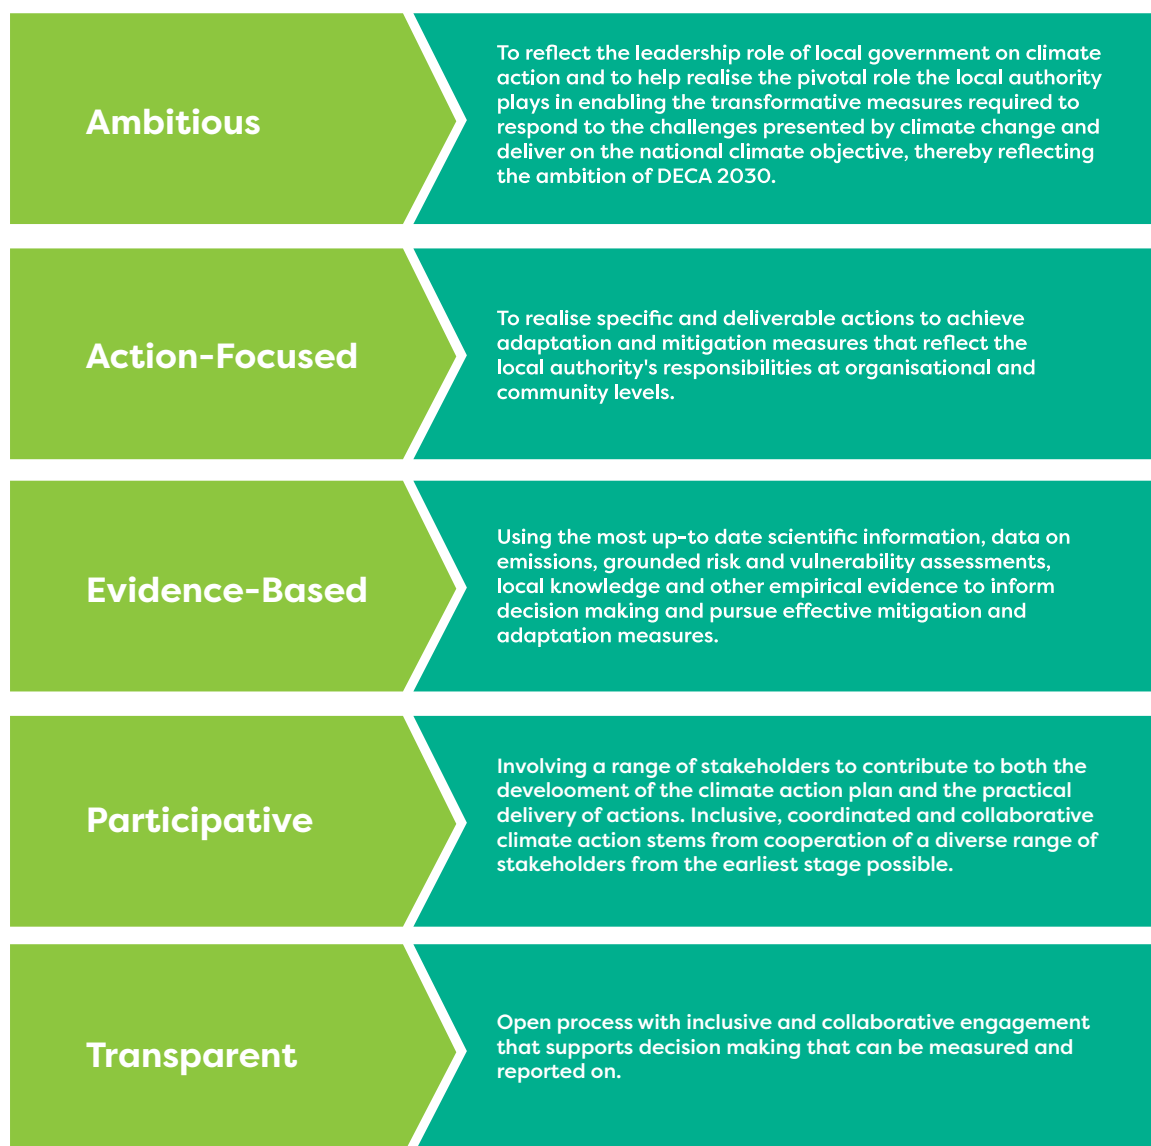 Ambitious
To reflect the leadership role of local government on climate
action and to help realise the pivotal role the local authority
plays in enabling the transformative measures required to
respond to the challenges presented by climate change and
deliver on the national climate objective, thereby reflecting
the ambition of DECA 2030.
Action-Focused
To realise specific and deliverable actions to achieve
adaptation and mitigation measures that reflect the
local authority's responsibilities at organisational and
community levels.
Evidence-Based
Using the most up-to date scientific information, data on
emissions, grounded risk and vulnerability assessments,
local knowledge and other empirical evidence to inform
decision making and pursue effective mitigation and
adaptation measures.
Participative
Involving a range of stakeholders to contribute to both the
develooment of the climate action plan and the practical
delivery of actions. Inclusive, coordinated and collaborative
climate action stems from cooperation of a diverse range of
stakeholders from the earliest stage possible.
Transparent
Open process with inclusive and collaborative engagement
that supports decision making that can be measured and
reported on.